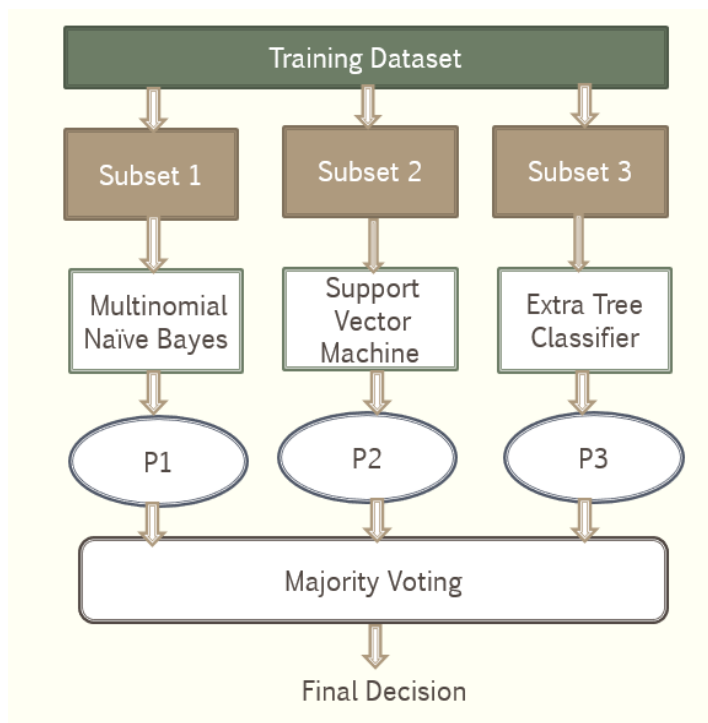 Training Dataset
Subset 1
Subset 2
Subset 3
Multinomial
Naïve Bayes
Support
Vector
Machine
Extra Tree
Classifier
P1
P2
P3
Majority Voting
Final Decision